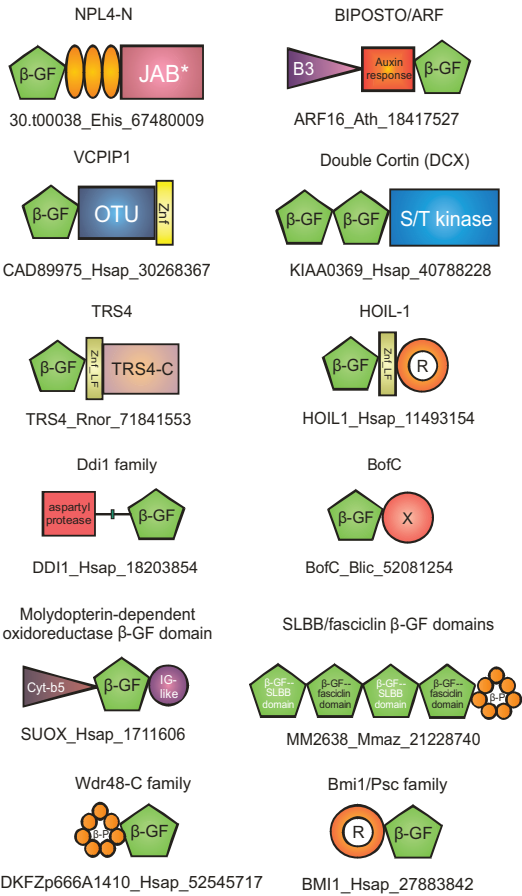 NPL4-N
β-GF
JAB*
30.t00038_Ehis_67480009
BIPOSTO/ARF
B3
Auxin
response
β-GF
ARF16_Ath_18417527
VCPIP1
β-GF
OTU
Znf
CAD89975_Hsap_30268367
Double Cortin (DCX)
β-GF
β-GF
S/T kinase
KIAA0369_Hsap_40788228
TRS4
β-GF
Znf_LF
TRS4-C
TRS4_Rnor_71841553
HOIL-1
β-GF
Znf_LF
R
HOIL1_Hsap_11493154
Ddi1 family
aspartyl
protease
β-GF
DDI1_Hsap_18203854
BofC
β-GF
X
BofC_Blic_52081254
Molydopterin-dependent
oxidoreductase β-GF domain
Cyt-b5
β-GF
IG-
like
SUOX_Hsap_1711606
SLBB/fasciclin β-GF domains
β-GF--
SLBB
domain
β-GF--
fasciclin
domain
β-GF--
SLBB
domain
β-GF--
fasciclin
domain
β-P
MM2638_Mmaz_21228740
Wdr48-C family
β-P
β-GF
DKFZp666A1410_Hsap_52545717
Bmi1/Psc family
R
β-GF
BMI1_Hsap_27883842